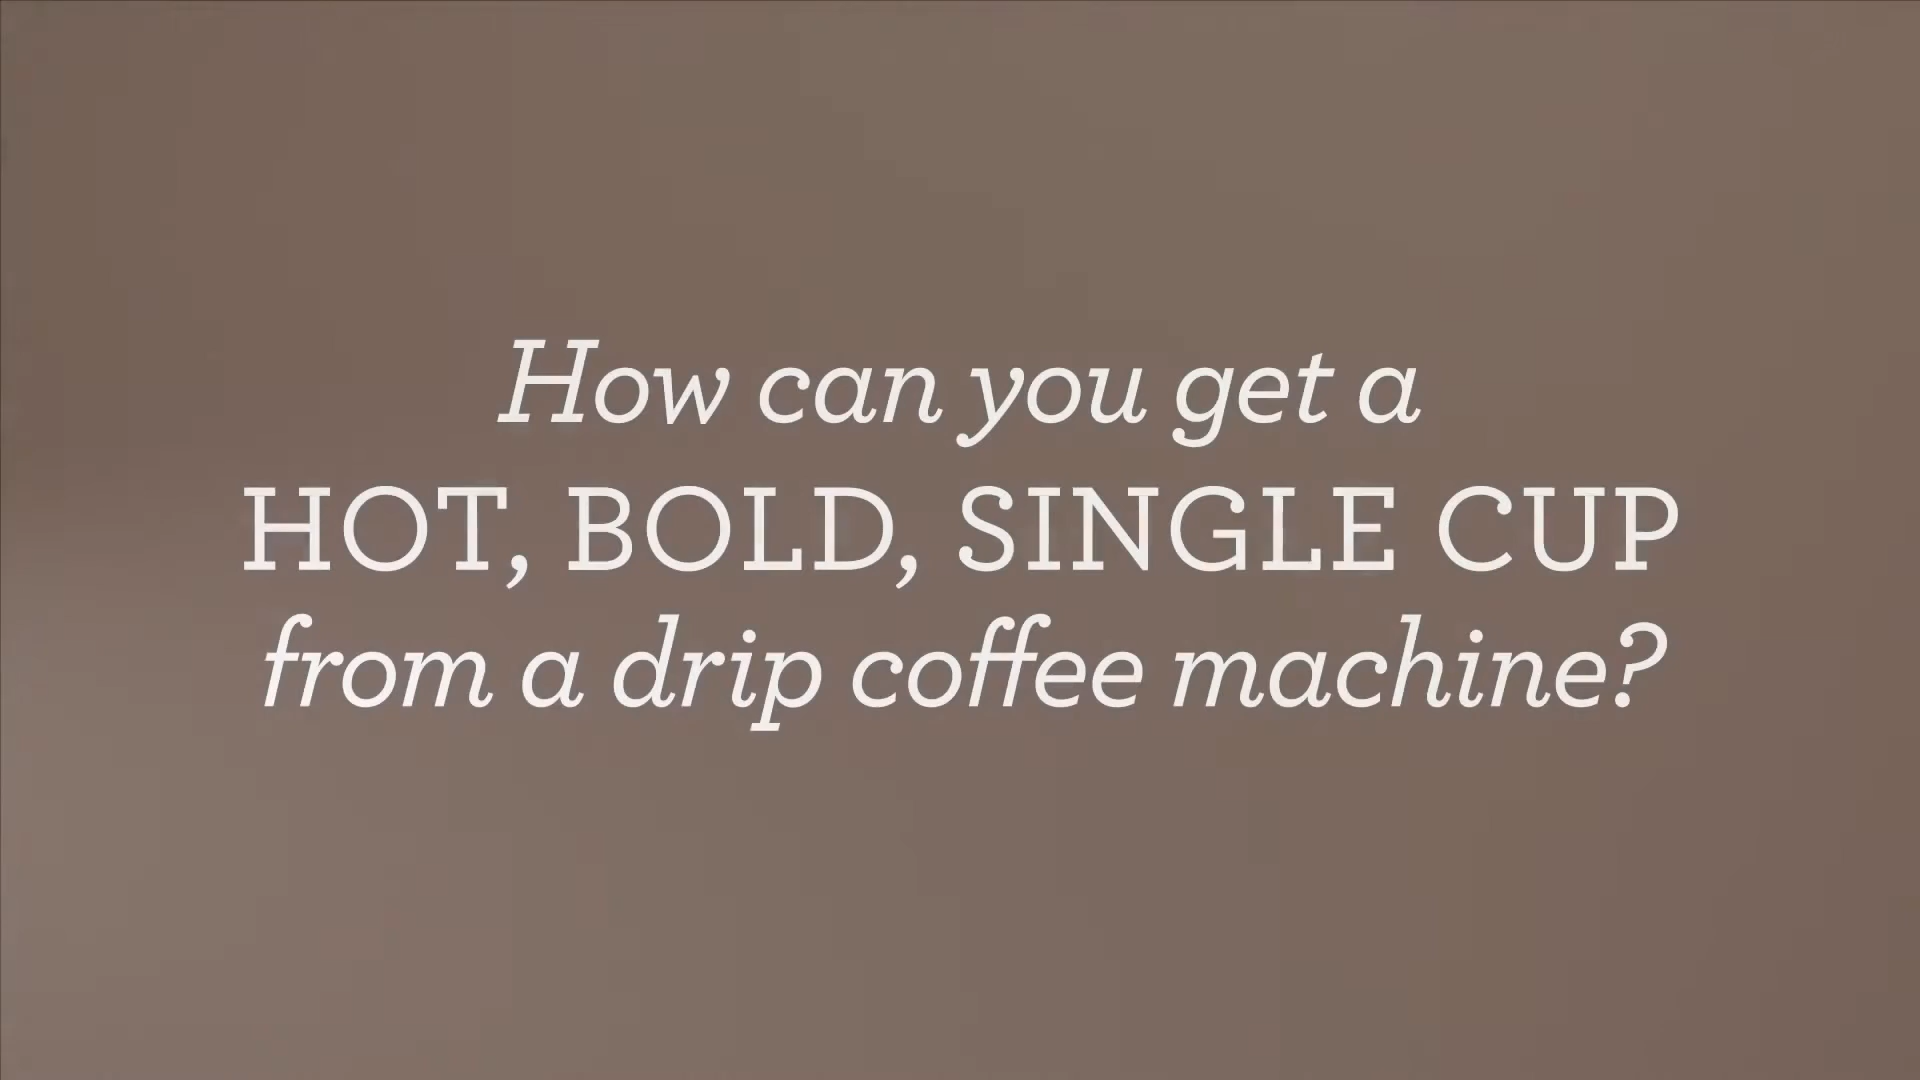 How can you get a
HOT, BOLD, SINGLE CUP
from a drip coffee machine?